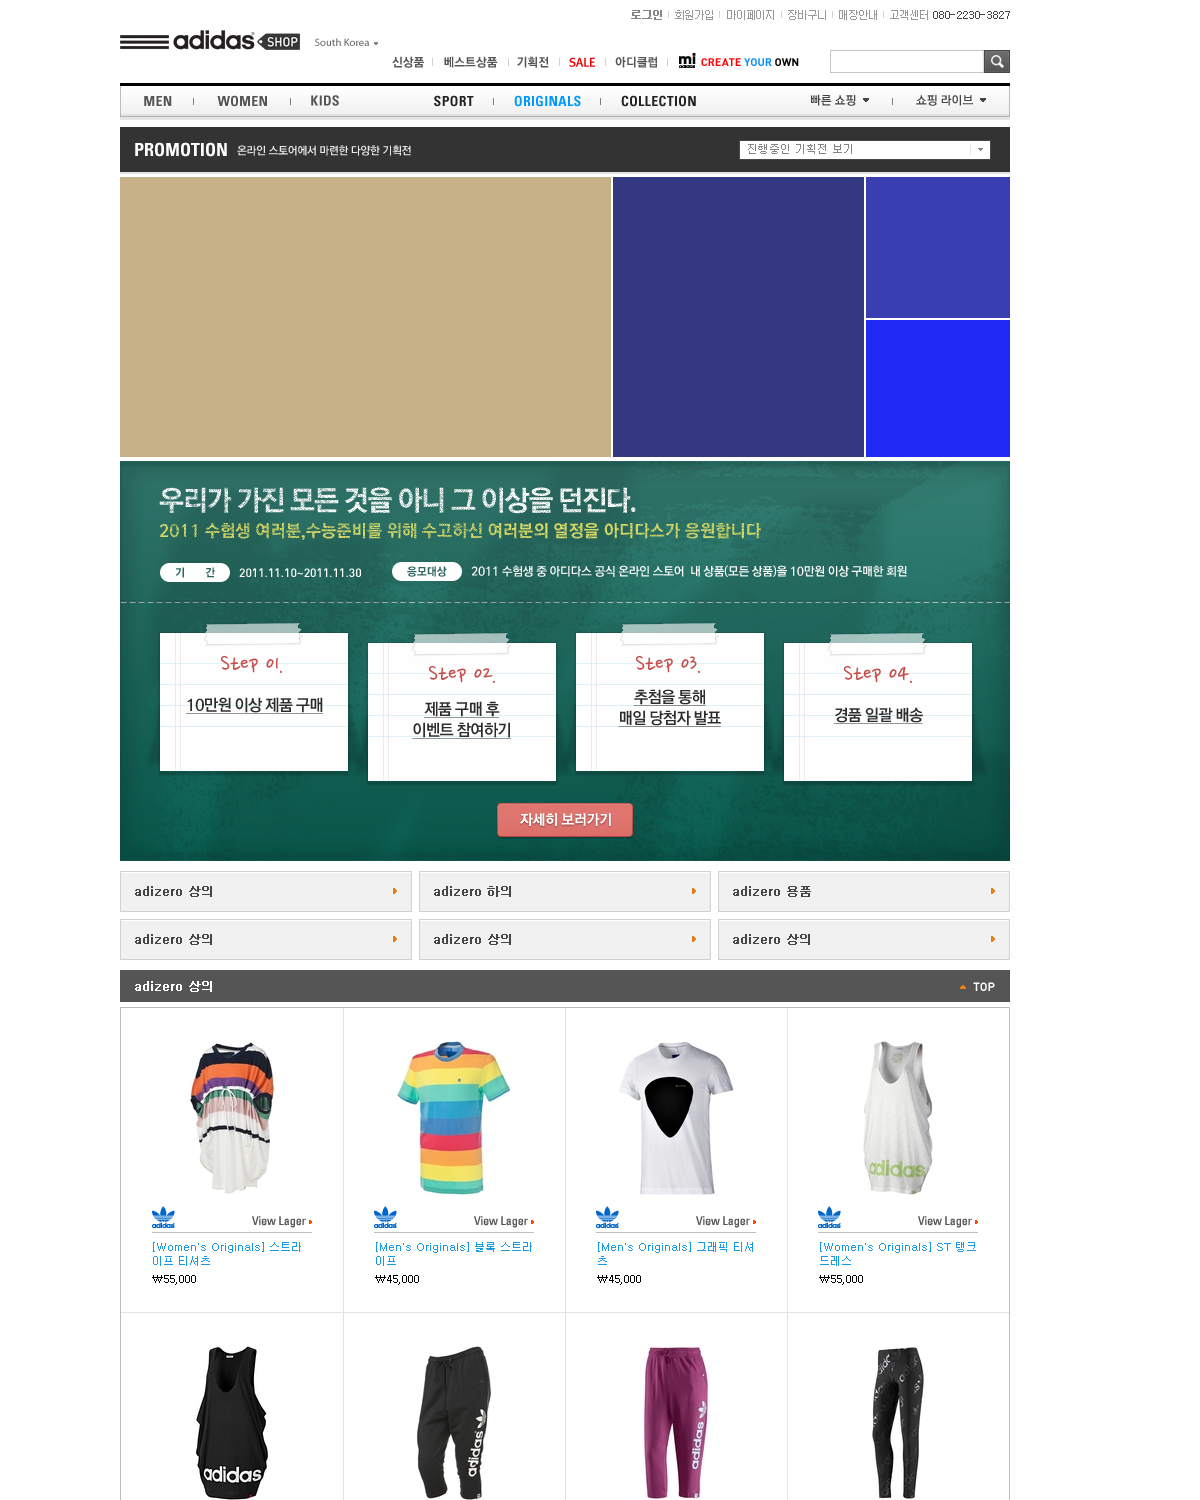 로그인 회원가입 마이페이지 장바구니 매장안내 고객센터 080-2230-3827
adidas SHOP South Korea
신상품 베스트상품 기획전 SALE 아디클럽 mi CREATE YOUR OWN
MEN WOMEN KIDS SPORT ORIGINALS COLLECTION 빠른 쇼핑 쇼핑 라이브
PROMOTION 온라인 스토어에서 마련한 다양한 기획전 진행중인 기획전 보기
우리가 가진 모든 것을 아니 그 이상을 던진다.
2011 수험생 여러분,수능준비를 위해 수고하신 여러분의 열정을 아디다스가 응원합니다
기 간 2011.11.10~2011.11.30 응모대상 2011 수험생 중 아디다스 공식 온라인 스토어 내 상품(모든 상품)을 10만원 이상 구매한 회원
Step 01.
10만원 이상 제품 구매
Step 02.
제품 구매 후
이벤트 참여하기
Step 03.
추첨을 통해
매일 당첨자 발표
Step 04.
경품 일괄 배송
자세히 보러가기
adizero 상의 adizero 하의 adizero 용품
adizero 상의 adizero 상의 adizero 상의
adizero 상의 TOP
adidas
adidas View Lager
[Women's Originals] 스트라
이프 티셔츠
₩55,000
adidas View Lager
[Men's Originals] 블록 스트라
이프
₩45,000
adidas View Lager
[Men's Originals] 그래픽 티셔
츠
₩45,000
adidas View Lager
[Women's Originals] ST 탱크
드레스
₩55,000
adidas
adidas
adidas
adidas